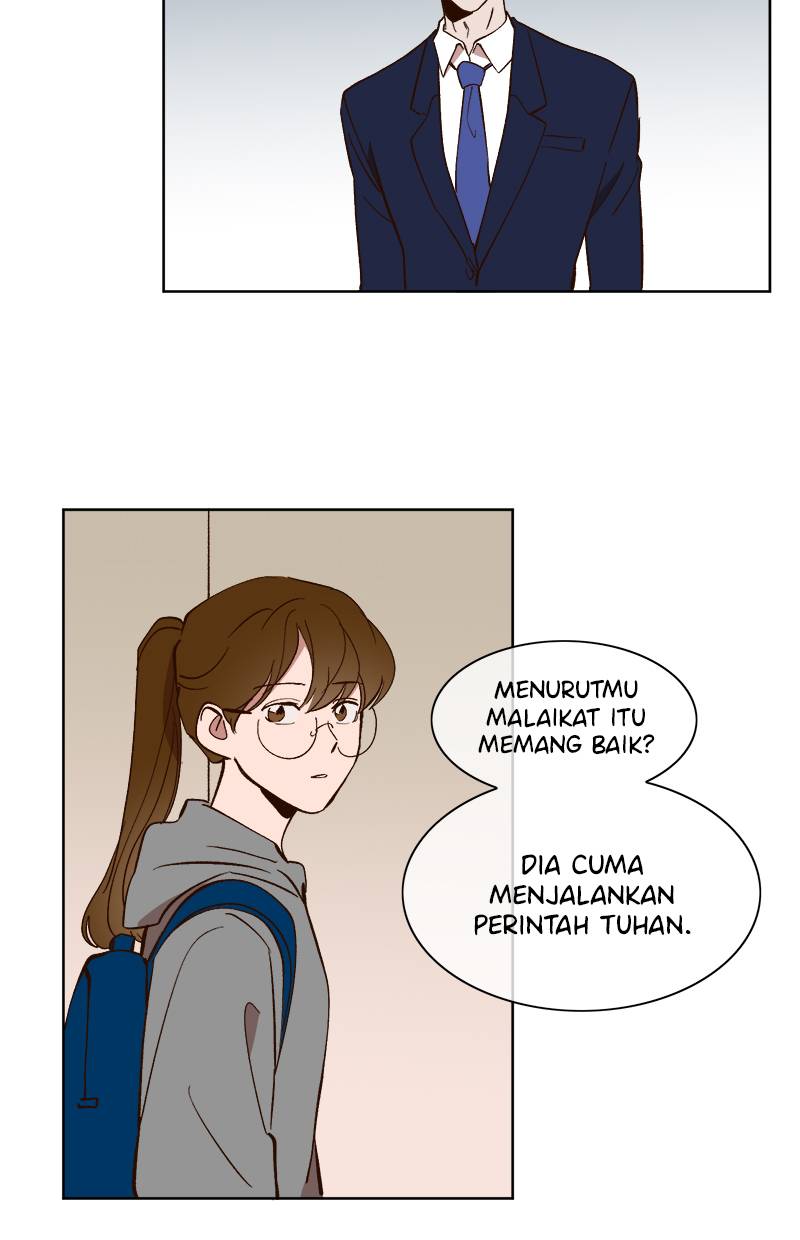 MENURUTMU
MALAIKAT ITU
MEMANG BAIK?
DIA CUMA
MENJALANKAN
PERINTAH TUHAN.